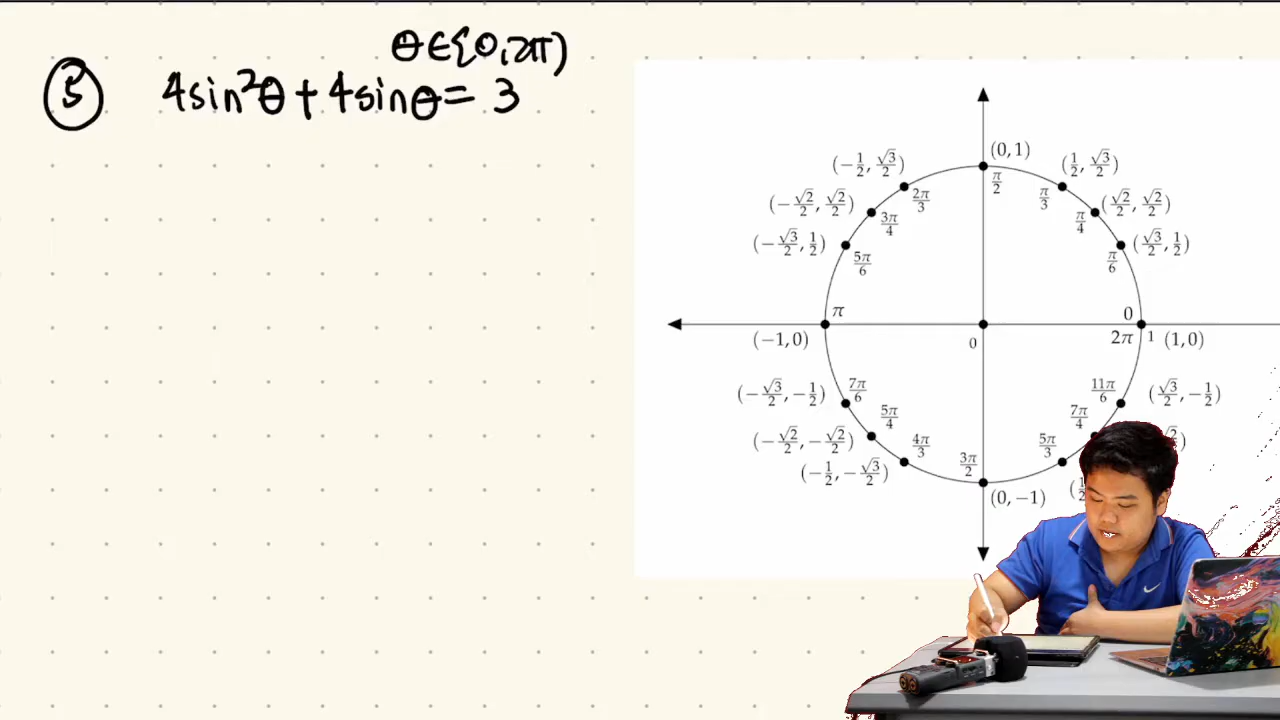 θ∈{0,2π)
⑤ 4sin²θ+4sinθ= 3
(0,1)
(-1/2, √3/2)
(1/2, √3/2)
π/2
2π/3
π/3
(-√2/2, √2/2)
(√2/2, √2/2)
3π/4
π/4
(-√3/2, 1/2)
(√3/2, 1/2)
5π/6
π/6
π
0
(-1,0)
0
2π
1
(1,0)
(-√3/2, -1/2)
7π/6
11π/6
(√3/2, -1/2)
5π/4
7π/4
(-√2/2, -√2/2)
4π/3
5π/3
(-1/2, -√3/2)
3π/2
(0,-1)